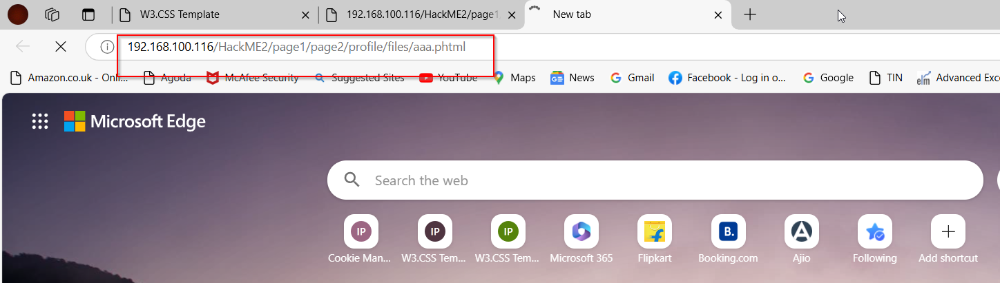 W3.CSS Template
192.168.100.116/HackME2/page1
New tab
192.168.100.116/HackME2/page1/page2/profile/files/aaa.phtml
Amazon.co.uk - Onli...
Agoda
McAfee Security
Suggested Sites
YouTube
Maps
News
Gmail
Facebook - Log in o...
Google
TIN
elm
Advanced Exce
Microsoft Edge
Search the web
IP
IP
IP
B.
Cookie Man...
W3.CSS Tem...
W3.CSS Tem...
Microsoft 365
Flipkart
Booking.com
Ajio
Following
Add shortcut